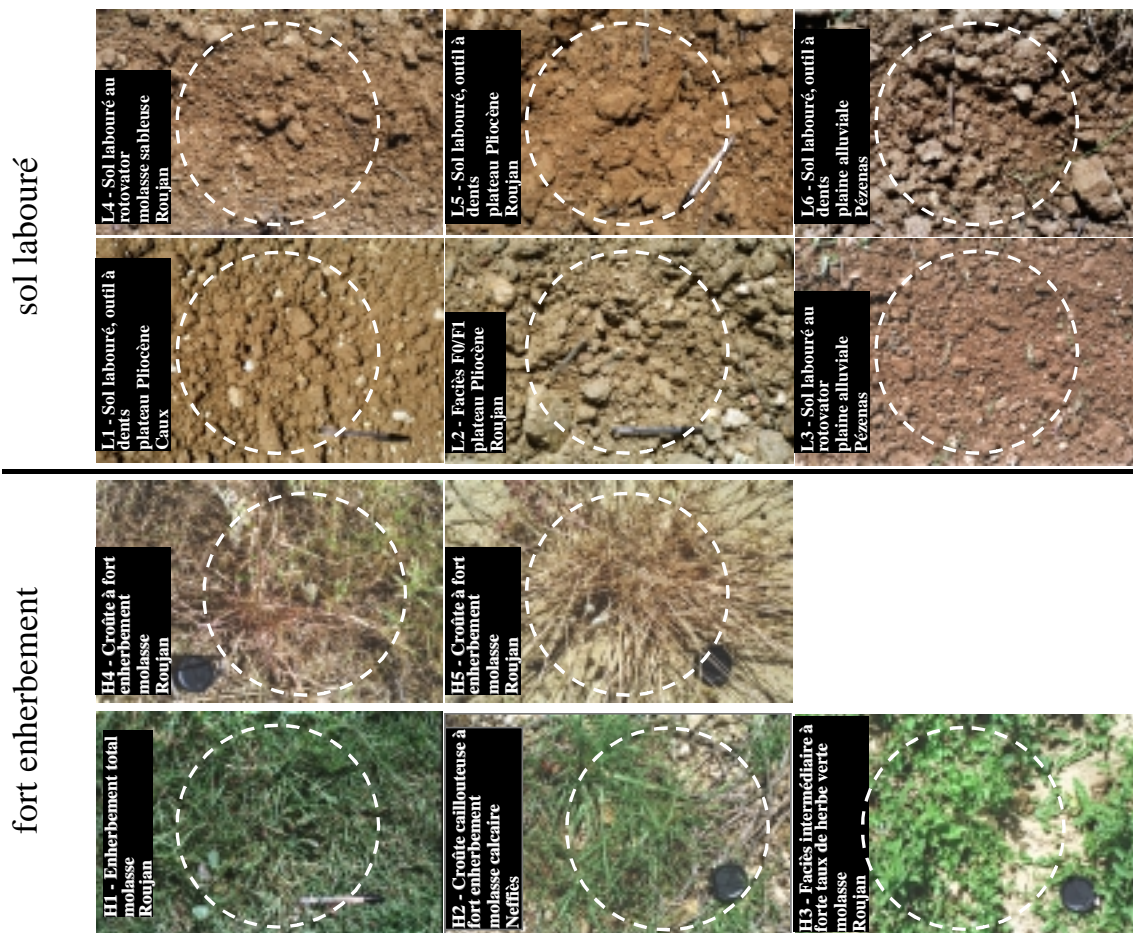 fort enherbement
H1 - Enherbement total
molasse
Roujan
H2 - Croûte caillouteuse à
fort enherbement
molasse calcaire
Neffiès
H3 - Faciès intermédiaire à
forte taux de herbe verte
molasse
Roujan
H4 - Croûte à fort
enherbement
molasse
Roujan
H5 - Croûte à fort
enherbement
molasse
Roujan
sol labouré
L1 - Sol labouré, outil à
dents
plateau Pliocène
Caux
L2 - Faciès F0/F1
plateau Pliocène
Roujan
L3 - Sol labouré au
rotovator
plaine alluviale
Pézenas
L4 - Sol labouré au
rotovator
molasse sableuse
Roujan
L5 - Sol labouré, outil à
dents
plateau Pliocène
Roujan
L6 - Sol labouré, outil à
dents
plaine alluviale
Pézenas